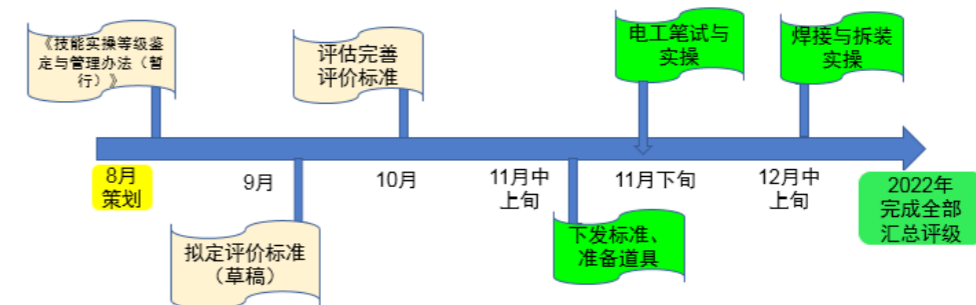 《技能实操等级鉴
定与管理办法（暂
行）》
评估完善
评价标准
电工笔试与
实操
焊接与拆装
实操
8月
策划
9月
10月
11月中
上旬
11月下旬
12月中
上旬
2022年
完成全部
汇总评级
拟定评价标准
（草稿）
下发标准、
准备道具